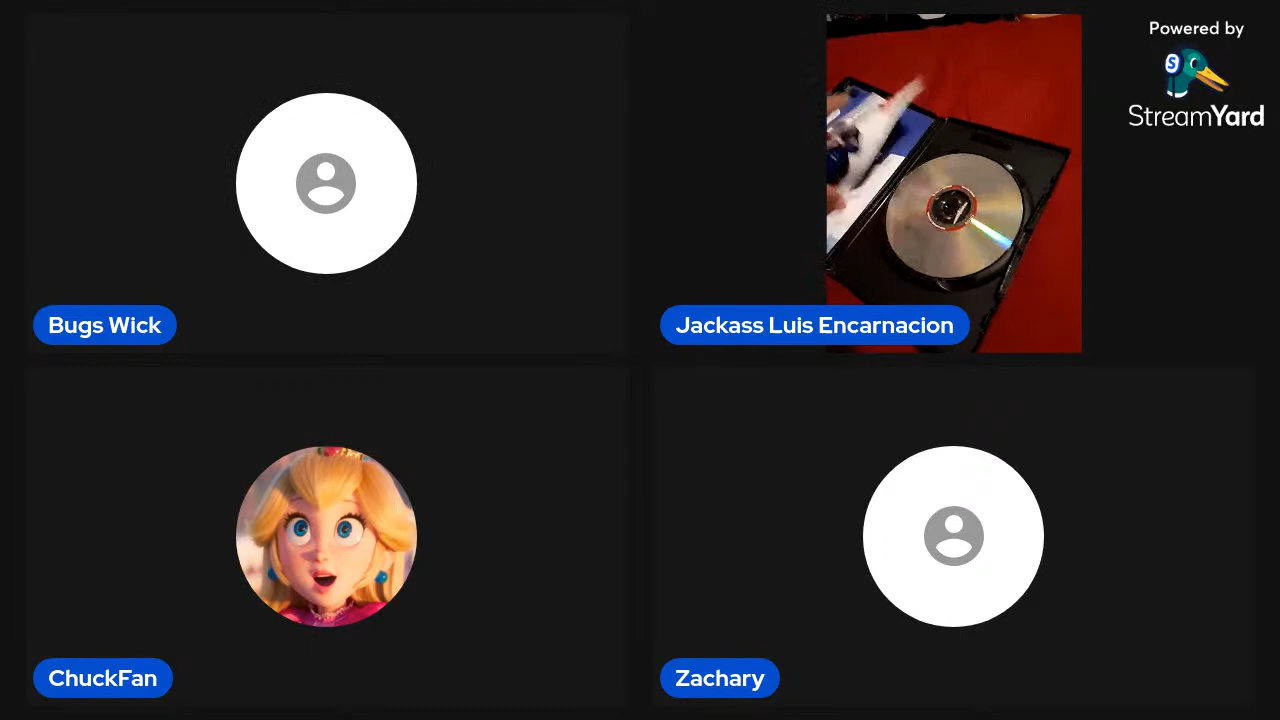 Powered by
StreamYard
Bugs Wick
Jackass Luis Encarnacion
ChuckFan
Zachary